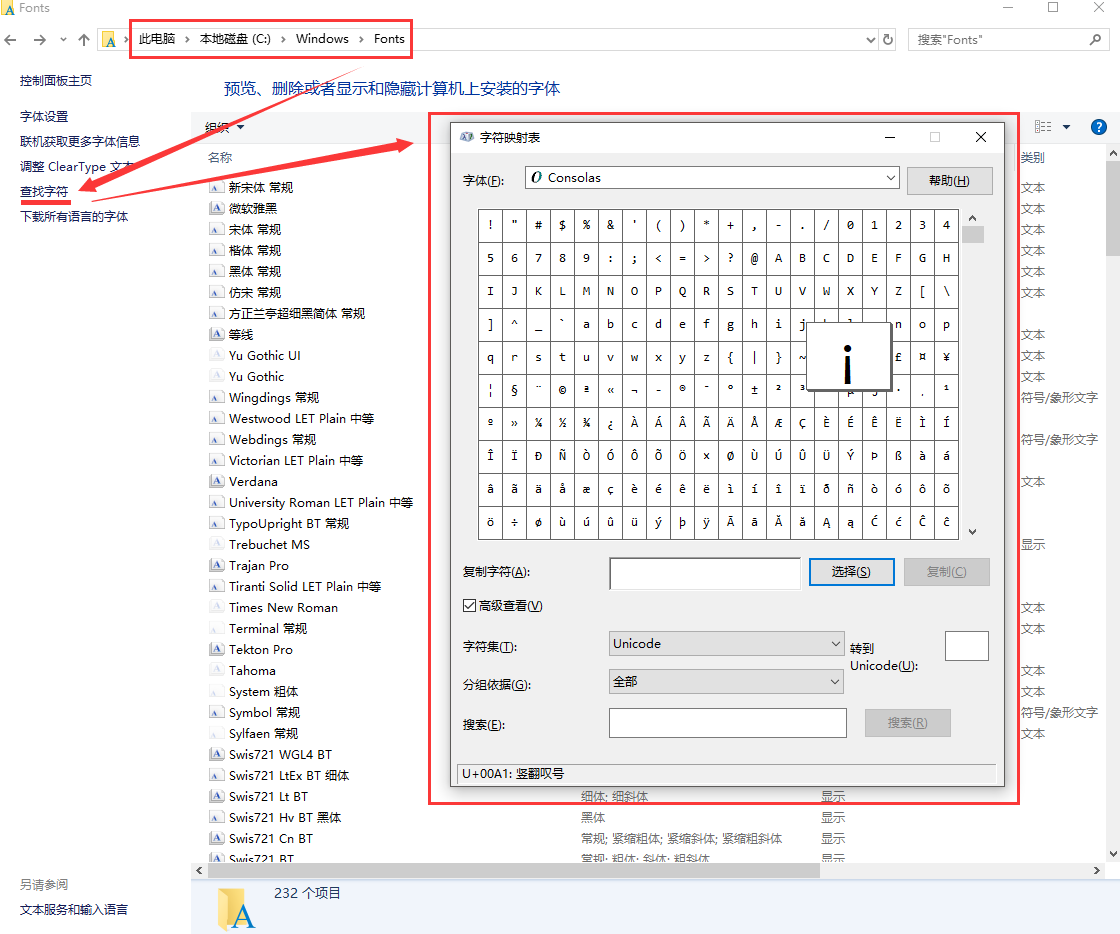 Fonts
此电脑 > 本地磁盘 (C:) > Windows > Fonts
搜索"Fonts"
控制面板主页
字体设置
联机获取更多字体信息
调整 ClearType 文本
查找字符
下载所有语言的字体
另请参阅
文本服务和输入语言
预览、删除或者显示和隐藏计算机上安装的字体
组织
名称
类别
新宋体 常规
文本
微软雅黑
文本
宋体 常规
文本
楷体 常规
文本
黑体 常规
文本
仿宋 常规
文本
方正兰亭超细黑简体 常规
等线
文本
Yu Gothic UI
文本
Yu Gothic
文本
Wingdings 常规
符号/象形文字
Westwood LET Plain 中等
Webdings 常规
符号/象形文字
Victorian LET Plain 中等
Verdana
文本
University Roman LET Plain 中等
TypoUpright BT 常规
Trebuchet MS
显示
Trajan Pro
Tiranti Solid LET Plain 中等
Times New Roman
文本
Terminal 常规
文本
Tekton Pro
Tahoma
文本
System 粗体
文本
Symbol 常规
符号/象形文字
Sylfaen 常规
文本
Swis721 WGL4 BT
Swis721 LtEx BT 细体
Swis721 Lt BT
细体; 细斜体
显示
Swis721 Hv BT 黑体
黑体
显示
Swis721 Cn BT
常规; 紧缩粗体; 紧缩斜体; 紧缩粗斜体
显示
Swis721 BT
常规; 粗体; 斜体; 粗斜体
显示
232 个项目
字符映射表
字体(F):
O Consolas
帮助(H)
! " # $ % & ' ( ) * + , - . / 0 1 2 3 4
5 6 7 8 9 : ; < = > ? @ A B C D E F G H
I J K L M N O P Q R S T U V W X Y Z [ \
] ^ _ ` a b c d e f g h i j n o p
q r s t u v w x y z { | } ~ ¡ £ ¤ ¥
¦ § ¨ © ª « ¬ - ® ¯ ° ± ² ³ · ¸ ¹
º » ¼ ½ ¾ ¿ À Á Â Ã Ä Å Æ Ç È É Ê Ë Ì Í
Î Ï Ð Ñ Ò Ó Ô Õ Ö × Ø Ù Ú Û Ü Ý Þ ß à á
â ã ä å æ ç è é ê ë ì í î ï ð ñ ò ó ô õ
ö ÷ ø ù ú û ü ý þ ÿ Ā ā Ă ă Ą ą Ć ć Ĉ ĉ
复制字符(A):
选择(S)
复制(C)
高级查看(V)
字符集(T):
Unicode
转到
Unicode(U):
分组依据(G):
全部
搜索(E):
搜索(R)
U+00A1: 竖翻叹号